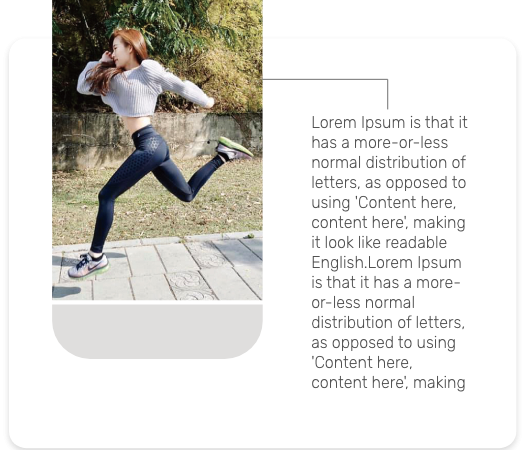 Lorem Ipsum is that it
has a more-or-less
normal distribution of
letters, as opposed to
using 'Content here,
content here', making
it look like readable
English.Lorem Ipsum
is that it has a more-
or-less normal
distribution of letters,
as opposed to using
'Content here,
content here', making